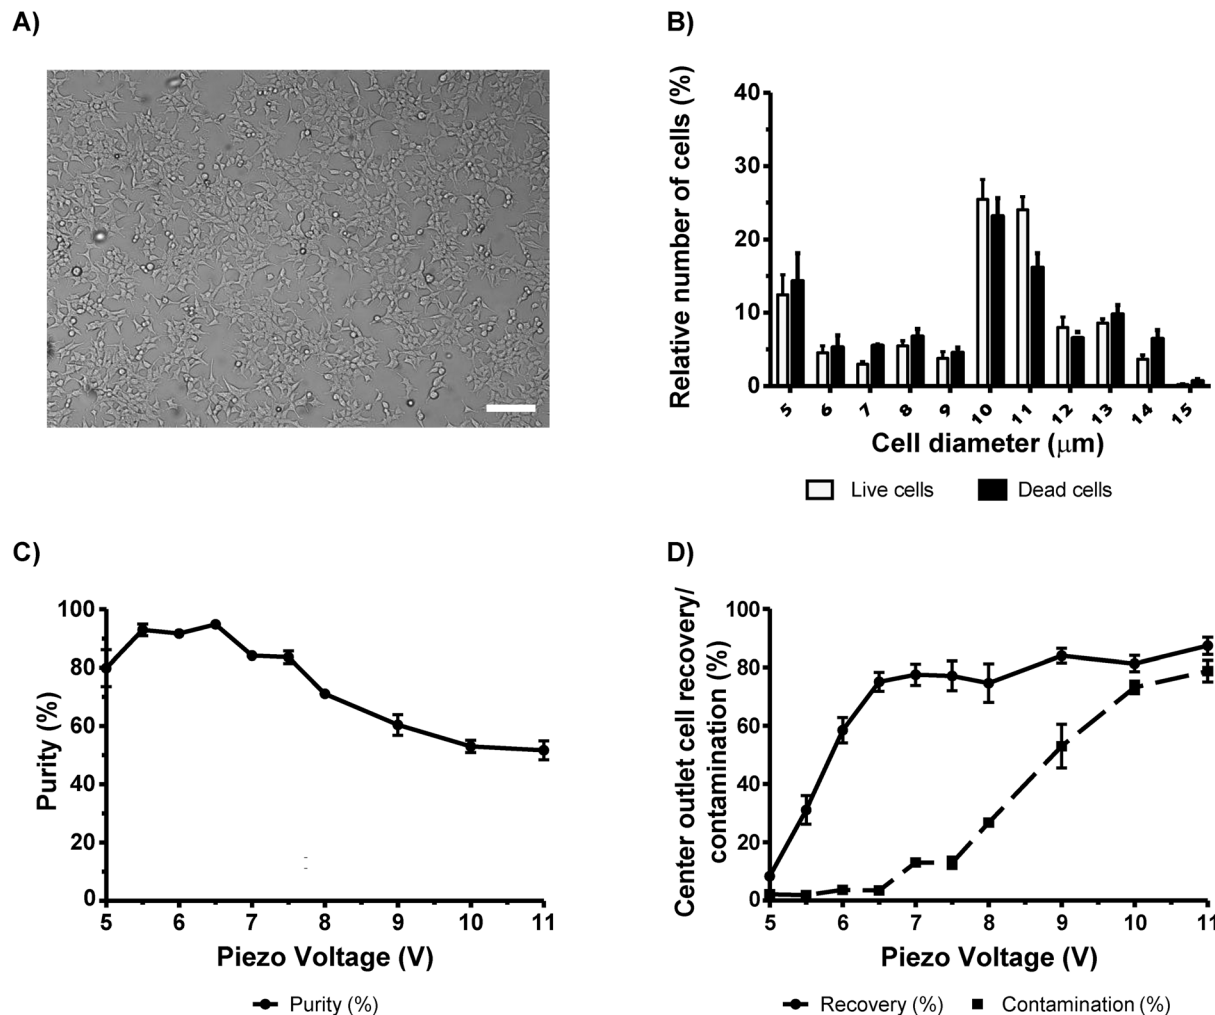 A)
B)
Relative number of cells (%)
40
30
20
10
0
5 6 7 8 9 10 11 12 13 14 15
Cell diameter (μm)
Live cells Dead cells
C)
Purity (%)
100
80
60
40
20
0
5 6 7 8 9 10 11
Piezo Voltage (V)
Purity (%)
D)
Center outlet cell recovery/
contamination (%)
100
80
60
40
20
0
5 6 7 8 9 10 11
Piezo Voltage (V)
Recovery (%) Contamination (%)